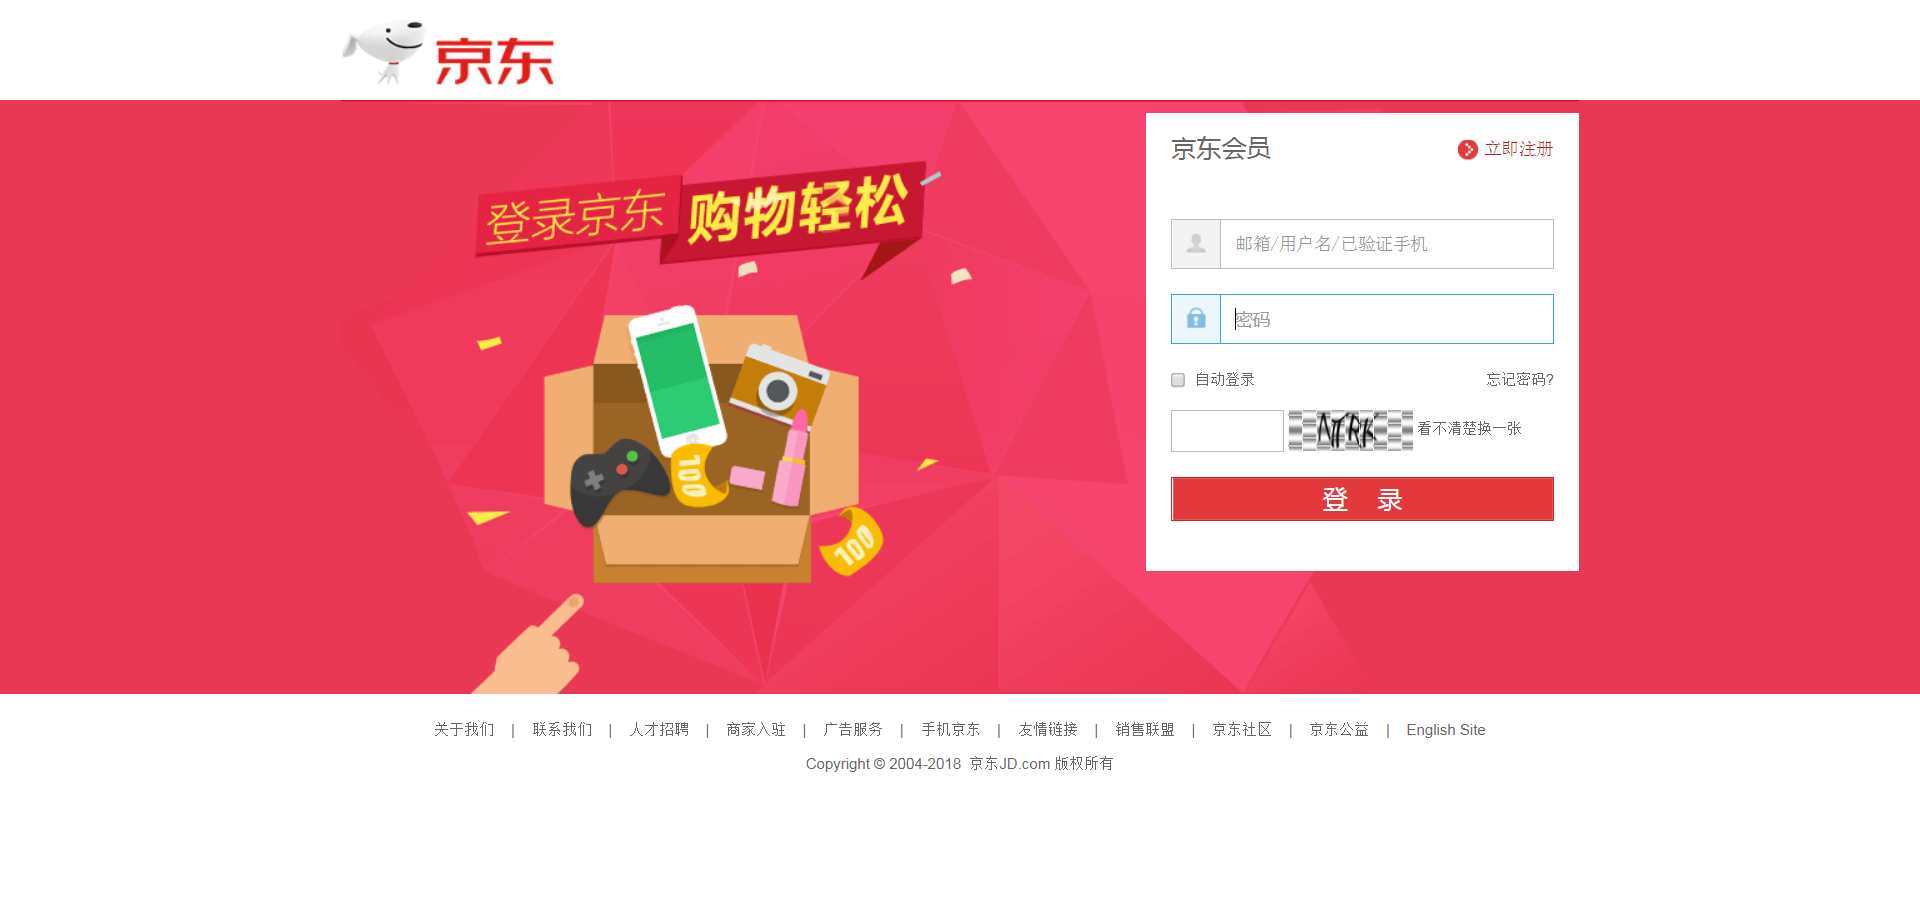 京东
登录京东 购物轻松
100
100
京东会员
立即注册
邮箱/用户名/已验证手机
密码
自动登录 忘记密码?
看不清楚换一张
登 录
关于我们 | 联系我们 | 人才招聘 | 商家入驻 | 广告服务 | 手机京东 | 友情链接 | 销售联盟 | 京东社区 | 京东公益 | English Site
Copyright © 2004-2018 京东JD.com 版权所有